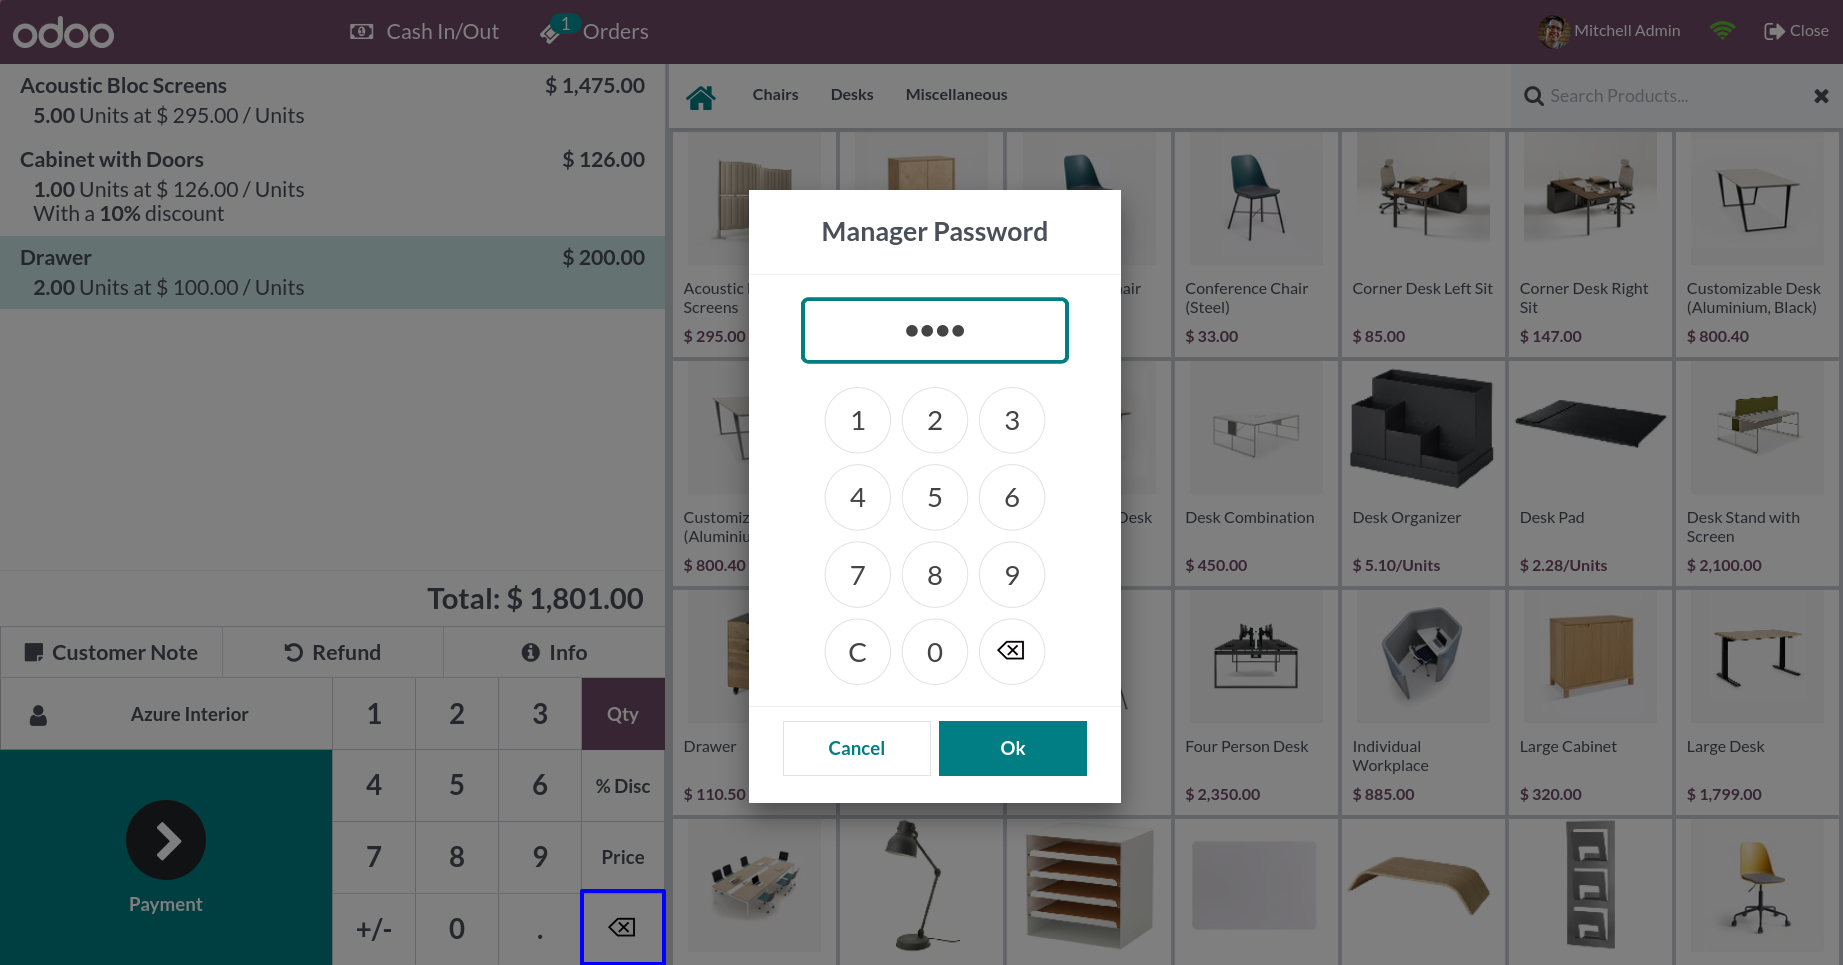 odoo
Cash In/Out
1
Orders
Mitchell Admin
Close
Acoustic Bloc Screens
$ 1,475.00
5.00 Units at $ 295.00 / Units
Cabinet with Doors
$ 126.00
1.00 Units at $ 126.00 / Units
With a 10% discount
Drawer
$ 200.00
2.00 Units at $ 100.00 / Units
Total: $ 1,801.00
Customer Note
Refund
Info
Azure Interior
1
2
3
Qty
4
5
6
% Disc
7
8
9
Price
+/-
0
.
Payment
Chairs
Desks
Miscellaneous
Search Products...
Acoustic
Screens
$ 295.00
air
Conference Chair
(Steel)
$ 33.00
Corner Desk Left Sit
$ 85.00
Corner Desk Right
Sit
$ 147.00
Customizable Desk
(Aluminium, Black)
$ 800.40
$ 800.40
Desk
Desk Combination
$ 450.00
Desk Organizer
$ 5.10/Units
Desk Pad
$ 2.28/Units
Desk Stand with
Screen
$ 2,100.00
Drawer
$ 110.50
Four Person Desk
$ 2,350.00
Individual
Workplace
$ 885.00
Large Cabinet
$ 320.00
Large Desk
$ 1,799.00
Manager Password
1
2
3
4
5
6
7
8
9
C
0
Cancel
Ok